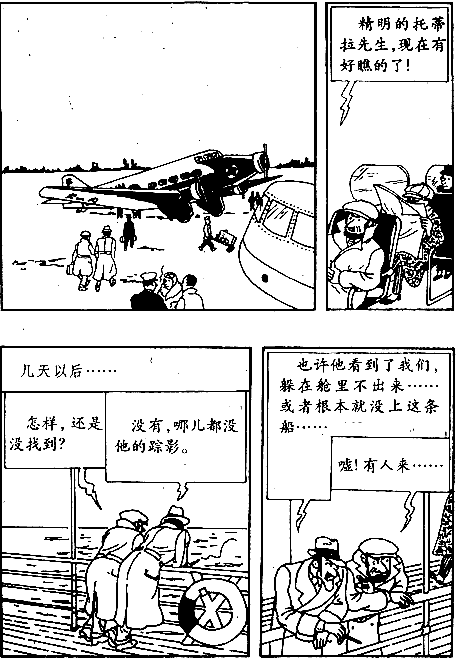 精明的托蒂
拉先生,现在有
好瞧的了!
几天以后……
怎样,还是
没找到?
没有,哪儿都没
他的踪影。
也许他看到了我们,
躲在舱里不出来……
或者根本就没上这条
船……
嘘!有人来……